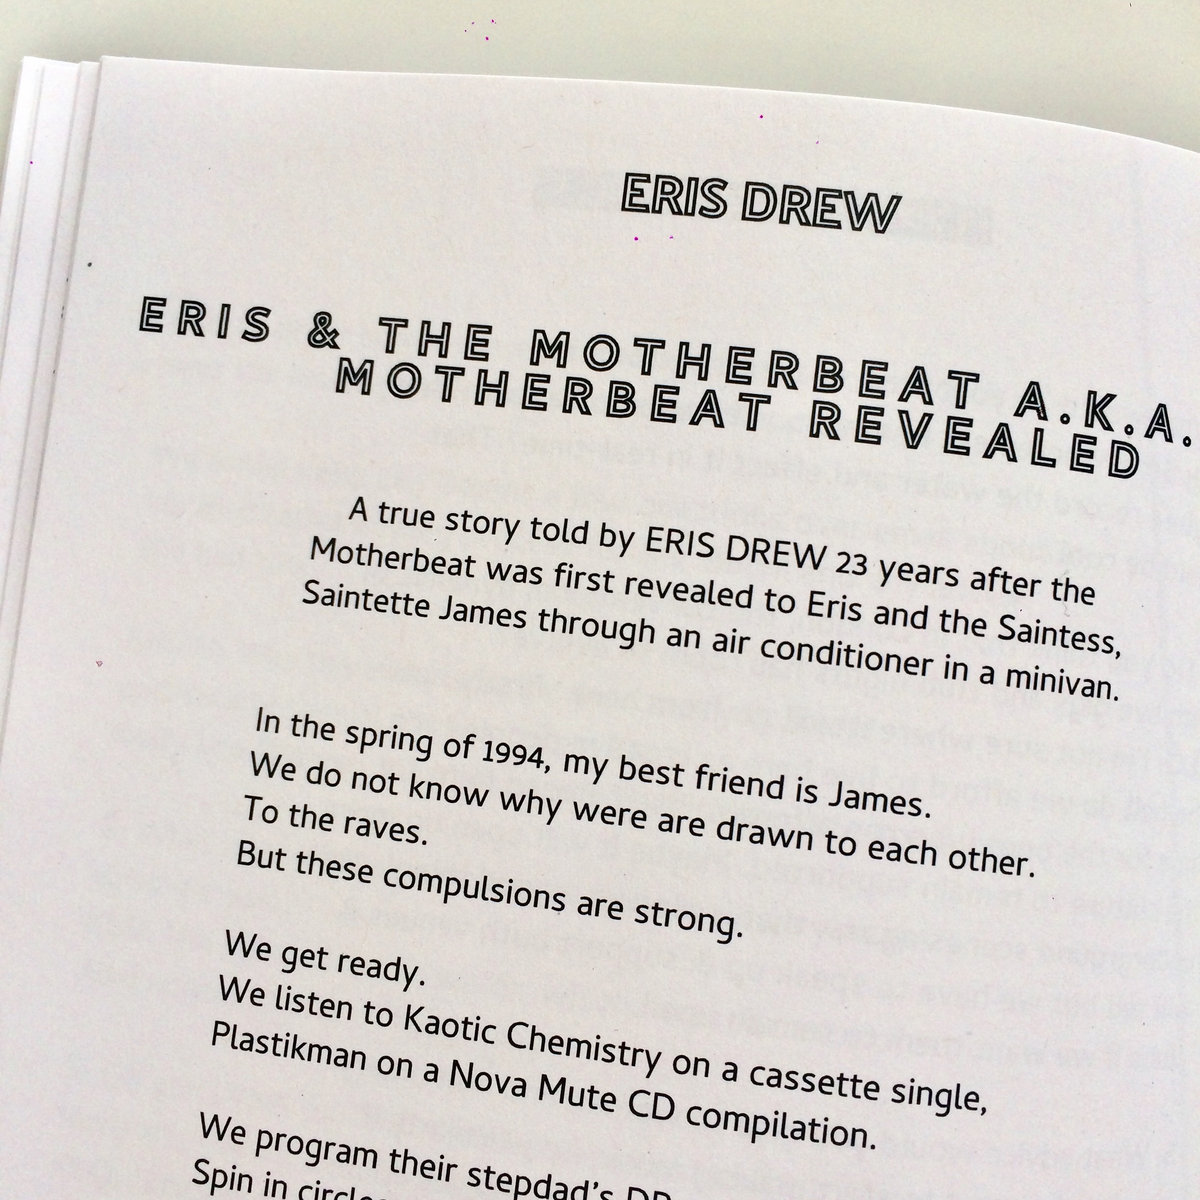 ERIS DREW
ERIS & THE MOTHERBEAT A.K.A.
MOTHERBEAT REVEALED
A true story told by ERIS DREW 23 years after the
Motherbeat was first revealed to Eris and the Saintess,
Saintette James through an air conditioner in a minivan.
In the spring of 1994, my best friend is James.
We do not know why were are drawn to each other.
To the raves.
But these compulsions are strong.
We get ready.
We listen to Kaotic Chemistry on a cassette single,
Plastikman on a Nova Mute CD compilation.
We program their stepdad's
Spin in